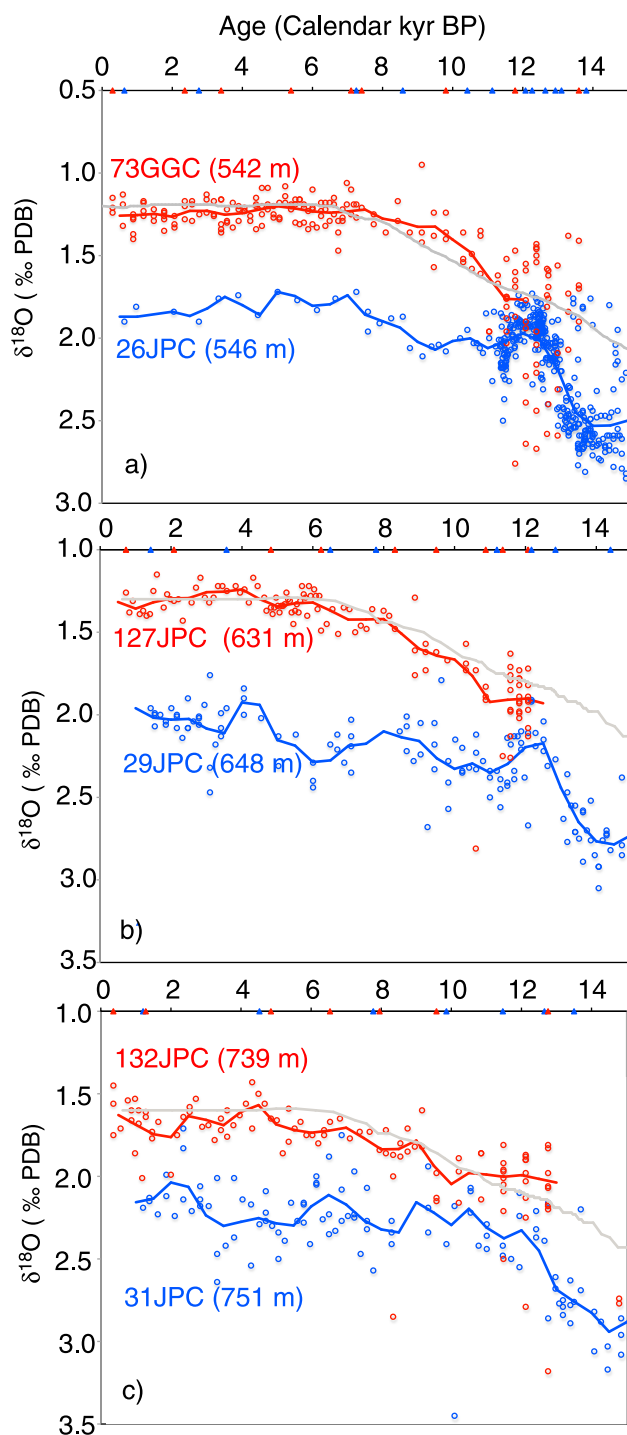 Age (Calendar kyr BP)
0 2 4 6 8 10 12 14
0.5
1.0
73GGC (542 m)
1.5
δ18O ( ‰ PDB)
2.0
26JPC (546 m)
2.5
a)
3.0
0 2 4 6 8 10 12 14
1.0
1.5
127JPC (631 m)
2.0
δ18O ( ‰ PDB)
29JPC (648 m)
2.5
3.0
b)
3.5
0 2 4 6 8 10 12 14
1.0
132JPC (739 m)
1.5
2.0
δ18O ( ‰ PDB)
2.5
31JPC (751 m)
3.0
c)
3.5